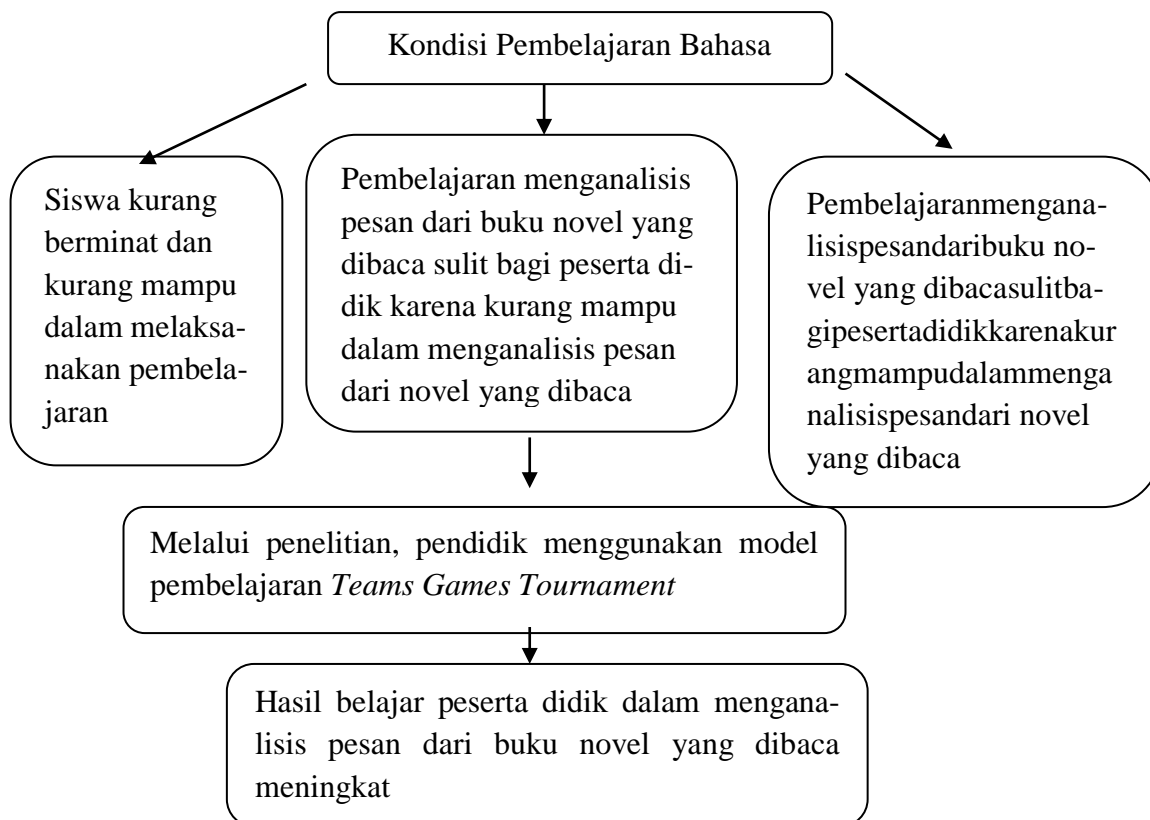 Kondisi Pembelajaran Bahasa
Siswa kurang
berminat dan
kurang mampu
dalam melaksa-
nakan pembela-
jaran
Pembelajaran menganalisis
pesan dari buku novel yang
dibaca sulit bagi peserta di-
dik karena kurang mampu
dalam menganalisis pesan
dari novel yang dibaca
Pembelajaranmengana-
lisispesandaribuku no-
vel yang dibacasulitba-
gipesertadidikkarenakur
angmampudalammenga
nalisispesandari novel
yang dibaca
Melalui penelitian, pendidik menggunakan model
pembelajaran Teams Games Tournament
Hasil belajar peserta didik dalam mengana-
lisis pesan dari buku novel yang dibaca
meningkat